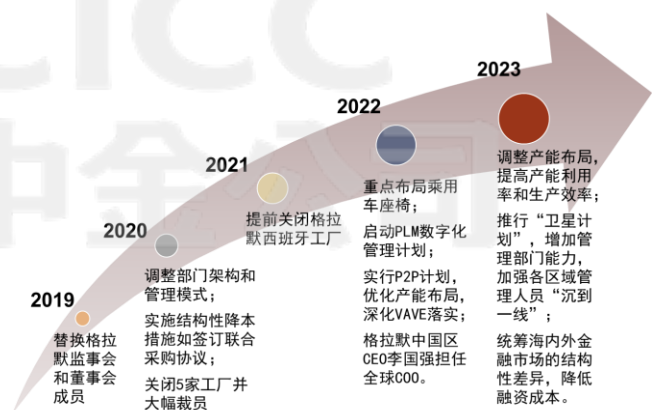 CICC
中金公司
2019
替换格拉
默监事会
和董事会
成员
2020
调整部门架构和
管理模式；
实施结构性降本
措施如签订联合
采购协议；
关闭5家工厂并
大幅裁员
2021
提前关闭格拉
默西班牙工厂
2022
重点布局乘用
车座椅；
启动PLM数字化
管理计划；
实行P2P计划，
优化产能布局，
深化VAVE落实；
格拉默中国区
CEO李国强担任
全球COO。
2023
调整产能布局，
提高产能利用
率和生产效率；
推行“卫星计
划”，增加管
理部门能力，
加强各区域管
理人员“沉到
一线”；
统筹海内外金
融市场的结构
性差异，降低
融资成本。